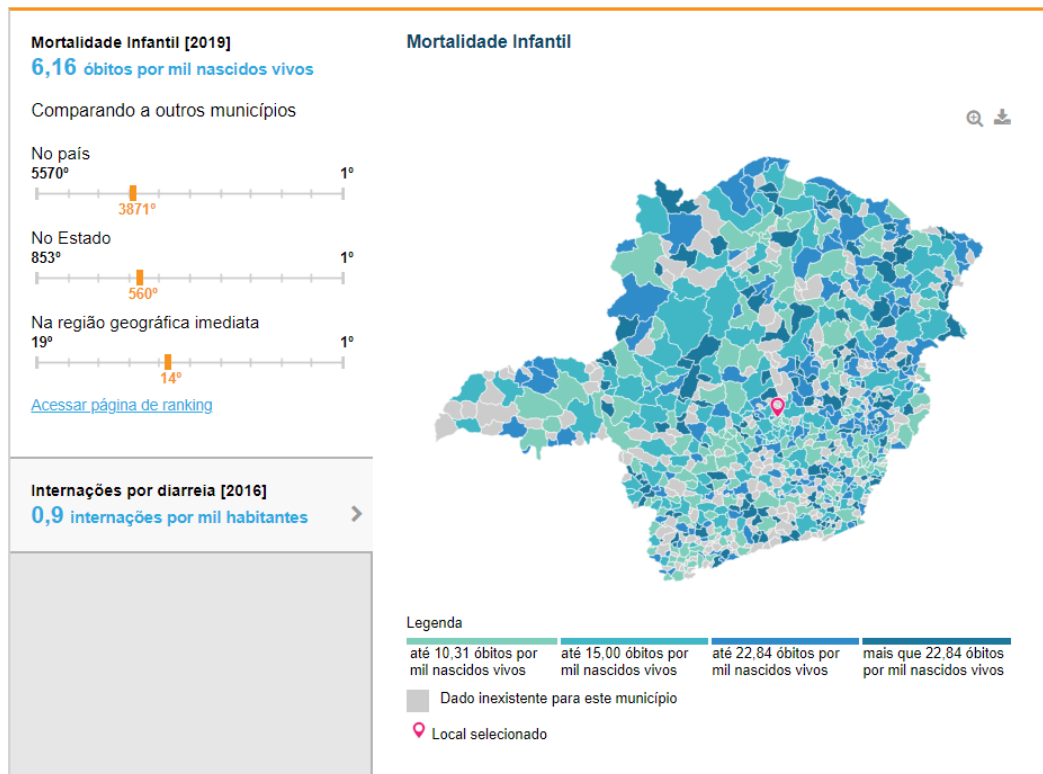 Mortalidade Infantil [2019]
6,16 óbitos por mil nascidos vivos
Comparando a outros municípios
No país
5570º 1º
3871º
No Estado
853º 1º
560º
Na região geográfica imediata
19º 1º
14º
Acessar página de ranking
Internações por diarreia [2016]
0,9 internações por mil habitantes
Mortalidade Infantil
Legenda
até 10,31 óbitos por
mil nascidos vivos
até 15,00 óbitos por
mil nascidos vivos
até 22,84 óbitos por
mil nascidos vivos
mais que 22,84 óbitos
por mil nascidos vivos
Dado inexistente para este município
Local selecionado